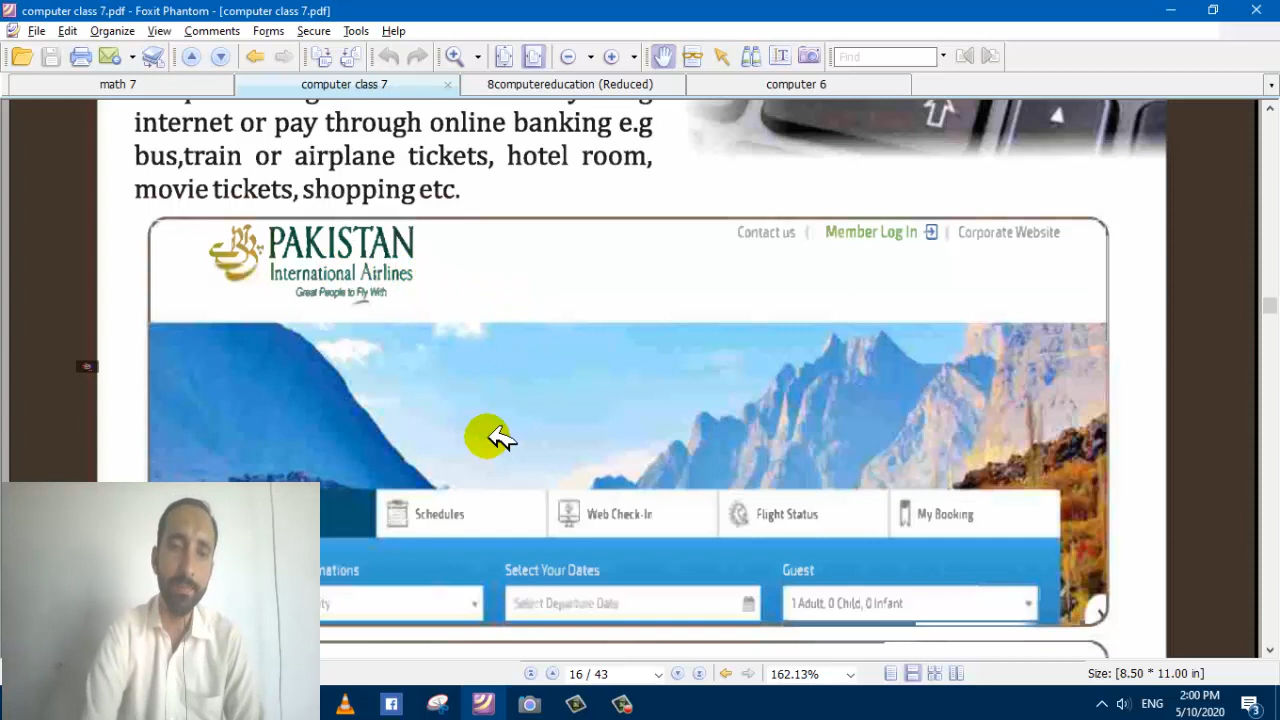 computer class 7.pdf - Foxit Phantom - [computer class 7.pdf]
File Edit Organize View Comments Forms Secure Tools Help
Find
math 7
computer class 7
8computereducation (Reduced)
computer 6
internet or pay through online banking e.g
bus,train or airplane tickets, hotel room,
movie tickets, shopping etc.
PAKISTAN
International Airlines
Great People to Fly With
Contact us | Member Log In | Corporate Website
Schedules
Web Check-In
Flight Status
My Booking
Select Your Dates
Guest
Select Departure Date
1 Adult, 0 Child, 0 Infant
16 / 43
162.13%
Size: [8.50 * 11.00 in]
ENG
2:00 PM
5/10/2020
3